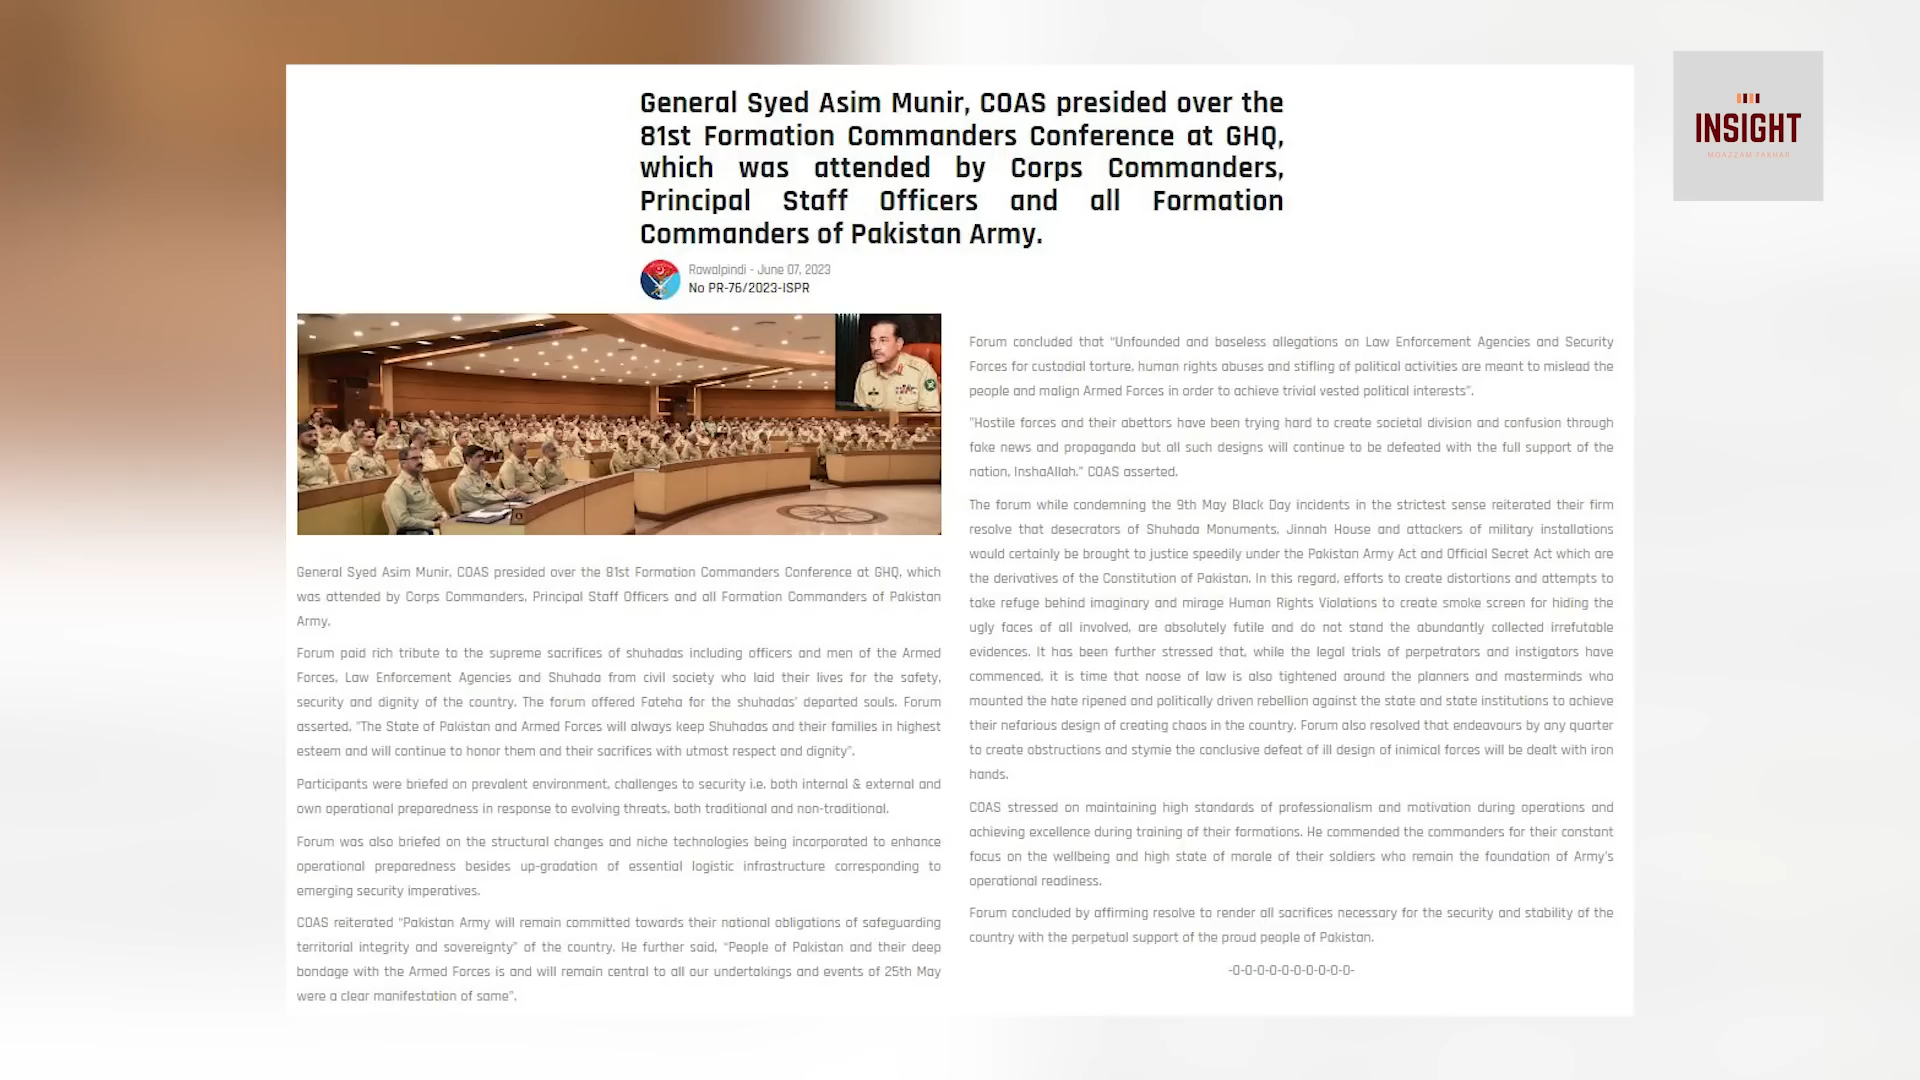 General Syed Asim Munir, COAS presided over the
81st Formation Commanders Conference at GHQ,
which was attended by Corps Commanders,
Principal Staff Officers and all Formation
Commanders of Pakistan Army.
Rawalpindi - June 07, 2023
No PR-76/2023-ISPR
General Syed Asim Munir, COAS presided over the 81st Formation Commanders Conference at GHQ, which
was attended by Corps Commanders, Principal Staff Officers and all Formation Commanders of Pakistan
Army.
Forum paid rich tribute to the supreme sacrifices of shuhadas including officers and men of the Armed
Forces, Law Enforcement Agencies and Shuhada from civil society who laid their lives for the safety,
security and dignity of the country. The forum offered Fateha for the shuhadas' departed souls. Forum
asserted, "The State of Pakistan and Armed Forces will always keep Shuhadas and their families in highest
esteem and will continue to honor them and their sacrifices with utmost respect and dignity".
Participants were briefed on prevalent environment, challenges to security i.e. both internal & external and
own operational preparedness in response to evolving threats, both traditional and non-traditional.
Forum was also briefed on the structural changes and niche technologies being incorporated to enhance
operational preparedness besides up-gradation of essential logistic infrastructure corresponding to
emerging security imperatives.
COAS reiterated "Pakistan Army will remain committed towards their national obligations of safeguarding
territorial integrity and sovereignty" of the country. He further said, "People of Pakistan and their deep
bondage with the Armed Forces is and will remain central to all our undertakings and events of 25th May
were a clear manifestation of same".
Forum concluded that "Unfounded and baseless allegations on Law Enforcement Agencies and Security
Forces for custodial torture, human rights abuses and stifling of political activities are meant to mislead the
people and malign Armed Forces in order to achieve trivial vested political interests".
"Hostile forces and their abettors have been trying hard to create societal division and confusion through
fake news and propaganda but all such designs will continue to be defeated with the full support of the
nation, InshaAllah." COAS asserted.
The forum while condemning the 9th May Black Day incidents in the strictest sense reiterated their firm
resolve that desecrators of Shuhada Monuments, Jinnah House and attackers of military installations
would certainly be brought to justice speedily under the Pakistan Army Act and Official Secret Act which are
the derivatives of the Constitution of Pakistan. In this regard, efforts to create distortions and attempts to
take refuge behind imaginary and mirage Human Rights Violations to create smoke screen for hiding the
ugly faces of all involved, are absolutely futile and do not stand the abundantly collected irrefutable
evidences. It has been further stressed that, while the legal trials of perpetrators and instigators have
commenced, it is time that noose of law is also tightened around the planners and masterminds who
mounted the hate ripened and politically driven rebellion against the state and state institutions to achieve
their nefarious design of creating chaos in the country. Forum also resolved that endeavours by any quarter
to create obstructions and stymie the conclusive defeat of ill design of inimical forces will be dealt with iron
hands.
COAS stressed on maintaining high standards of professionalism and motivation during operations and
achieving excellence during training of their formations. He commended the commanders for their constant
focus on the wellbeing and high state of morale of their soldiers who remain the foundation of Army's
operational readiness.
Forum concluded by affirming resolve to render all sacrifices necessary for the security and stability of the
country with the perpetual support of the proud people of Pakistan.
-0-0-0-0-0-0-0-0-0-0-
INSIGHT
MOAZZAM FAKHAR